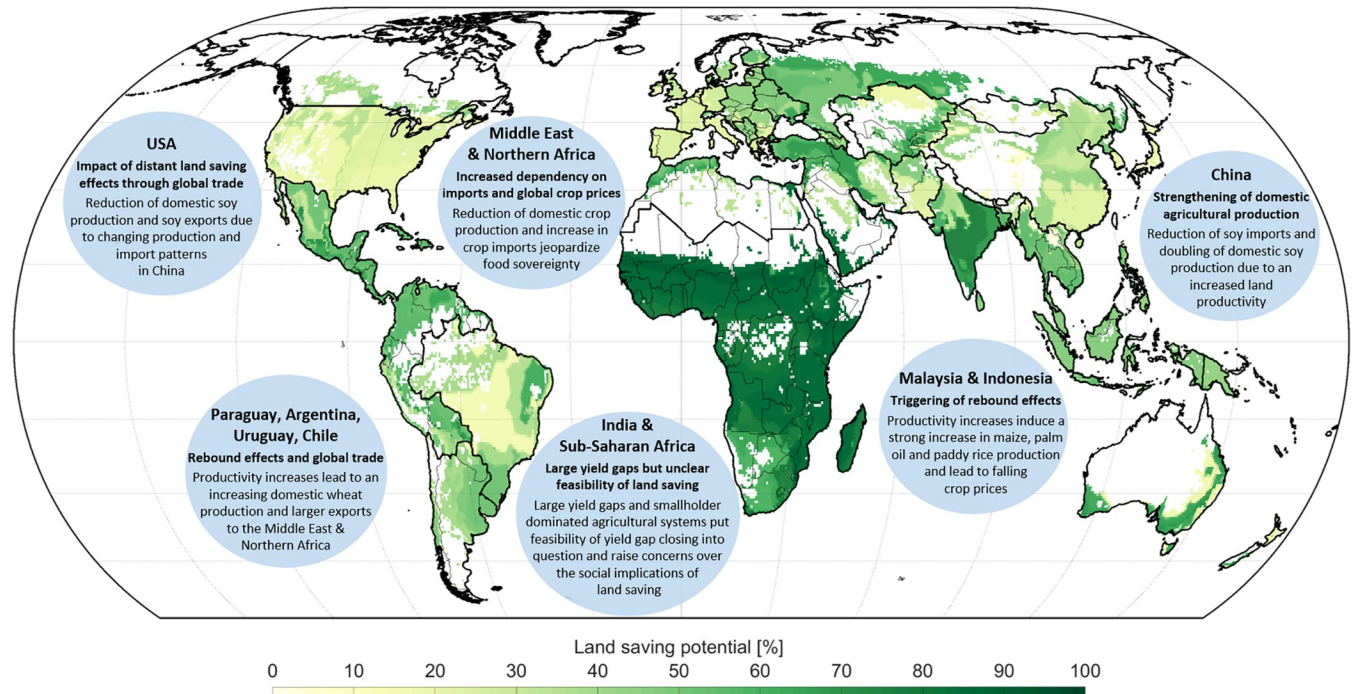 USA
Impact of distant land saving
effects through global trade
Reduction of domestic soy
production and soy exports due
to changing production and
import patterns
in China
Middle East
& Northern Africa
Increased dependency on
imports and global crop prices
Reduction of domestic crop
production and increase in
crop imports jeopardize
food sovereignty
China
Strengthening of domestic
agricultural production
Reduction of soy imports and
doubling of domestic soy
production due to an
increased land
productivity
Paraguay, Argentina,
Uruguay, Chile
Rebound effects and global trade
Productivity increases lead to an
increasing domestic wheat
production and larger exports
to the Middle East &
Northern Africa
India &
Sub-Saharan Africa
Large yield gaps but unclear
feasibility of land saving
Large yield gaps and smallholder
dominated agricultural systems put
feasibility of yield gap closing into
question and raise concerns over
the social implications of
land saving
Malaysia & Indonesia
Triggering of rebound effects
Productivity increases induce a
strong increase in maize, palm
oil and paddy rice production
and lead to falling
crop prices
Land saving potential [%]
0 10 20 30 40 50 60 70 80 90 100